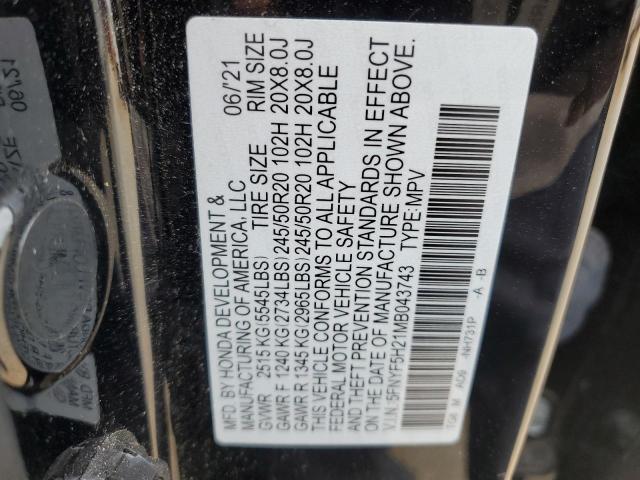 MFD. BY HONDA DEVELOPMENT & 06/21
MANUFACTURING OF AMERICA, LLC
GVWR 2515 KG (5545LBS) TIRE SIZE RIM SIZE
GAWR F 1240 KG (2734LBS) 245/50R20 102H 20X8.0J
GAWR R 1345 KG (2965LBS) 245/50R20 102H 20X8.0J
THIS VEHICLE CONFORMS TO ALL APPLICABLE
FEDERAL MOTOR VEHICLE SAFETY
AND THEFT PREVENTION STANDARDS IN EFFECT
ON THE DATE OF MANUFACTURE SHOWN ABOVE.
V.I.N. 5FNYF5H21MB043743 TYPE:MPV
TG8 M AO9 -NH731P -A -B